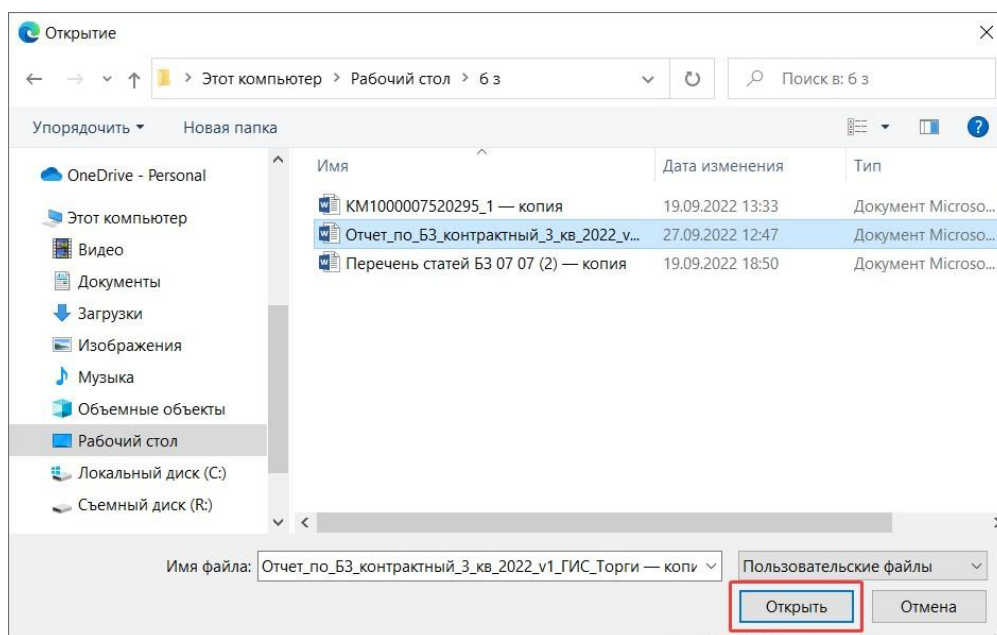 Открытие
Этот компьютер > Рабочий стол > 6 з
Поиск в: 6 з
Упорядочить
Новая папка
Имя
Дата изменения
Тип
OneDrive - Personal
Этот компьютер
Видео
Документы
Загрузки
Изображения
Музыка
Объемные объекты
Рабочий стол
Локальный диск (C:)
Съемный диск (R:)
КМ1000007520295_1 — копия 19.09.2022 13:33 Документ Microso...
Отчет_по_БЗ_контрактный_3_кв_2022_v... 27.09.2022 12:47 Документ Microso...
Перечень статей БЗ 07 07 (2) — копия 19.09.2022 18:50 Документ Microso...
Имя файла: Отчет_по_БЗ_контрактный_3_кв_2022_v1_ГИС_Торги — копи
Пользовательские файлы
Открыть
Отмена